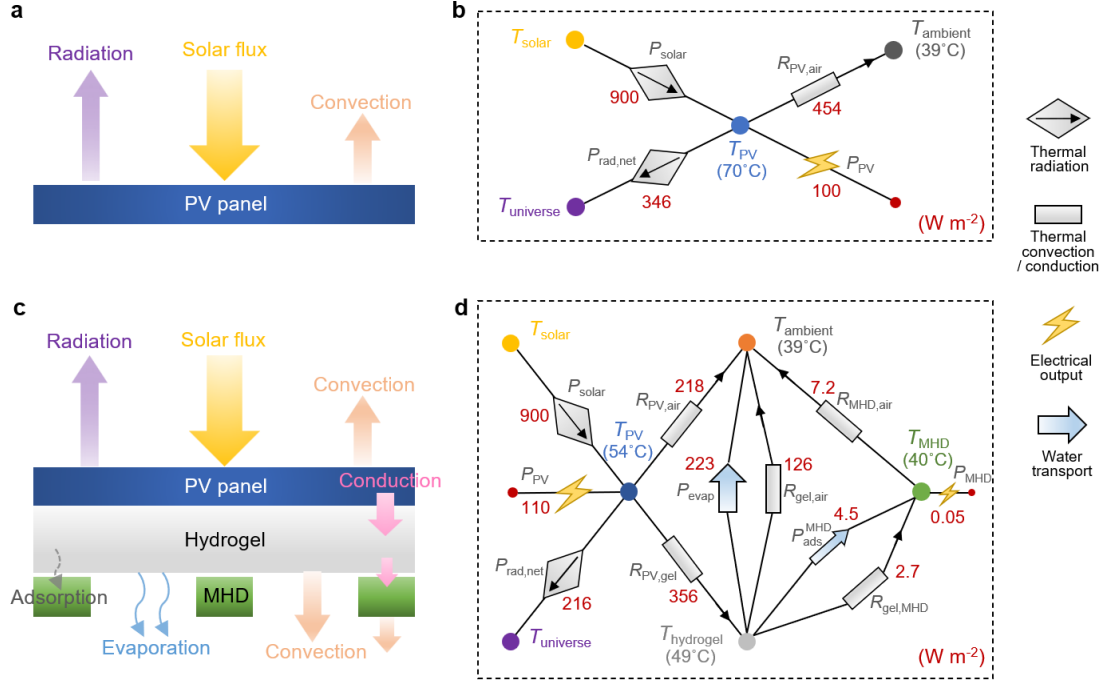 a
Radiation
Solar flux
Convection
PV panel
b
T_solar
P_solar
900
R_PV,air
454
T_ambient
(39˚C)
T_PV
(70˚C)
P_rad,net
346
T_universe
P_PV
100
(W m⁻²)
Thermal
radiation
Thermal
convection
/ conduction
Electrical
output
Water
transport
c
Radiation
Solar flux
Convection
PV panel
Conduction
Hydrogel
Adsorption
MHD
Evaporation
Convection
d
T_solar
P_solar
900
T_ambient
(39˚C)
218
R_PV,air
7.2
R_MHD,air
T_PV
(54˚C)
T_MHD
(40˚C)
P_PV
110
223
P_evap
126
R_gel,air
P_MHD
0.05
4.5
P_ads^MHD
P_rad,net
216
R_PV,gel
356
2.7
R_gel,MHD
T_universe
T_hydrogel
(49˚C)
(W m⁻²)